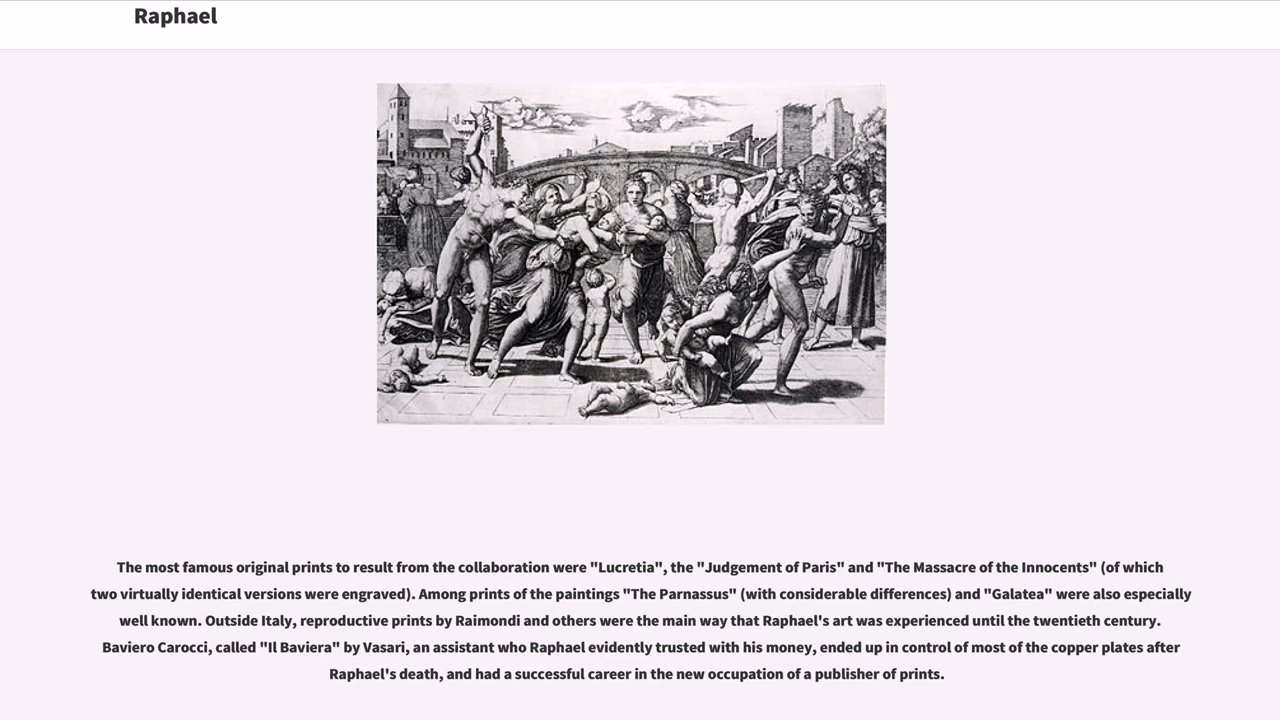 Raphael
The most famous original prints to result from the collaboration were "Lucretia", the "Judgement of Paris" and "The Massacre of the Innocents" (of which
two virtually identical versions were engraved). Among prints of the paintings "The Parnassus" (with considerable differences) and "Galatea" were also especially
well known. Outside Italy, reproductive prints by Raimondi and others were the main way that Raphael's art was experienced until the twentieth century.
Baviero Carocci, called "Il Baviera" by Vasari, an assistant who Raphael evidently trusted with his money, ended up in control of most of the copper plates after
Raphael's death, and had a successful career in the new occupation of a publisher of prints.